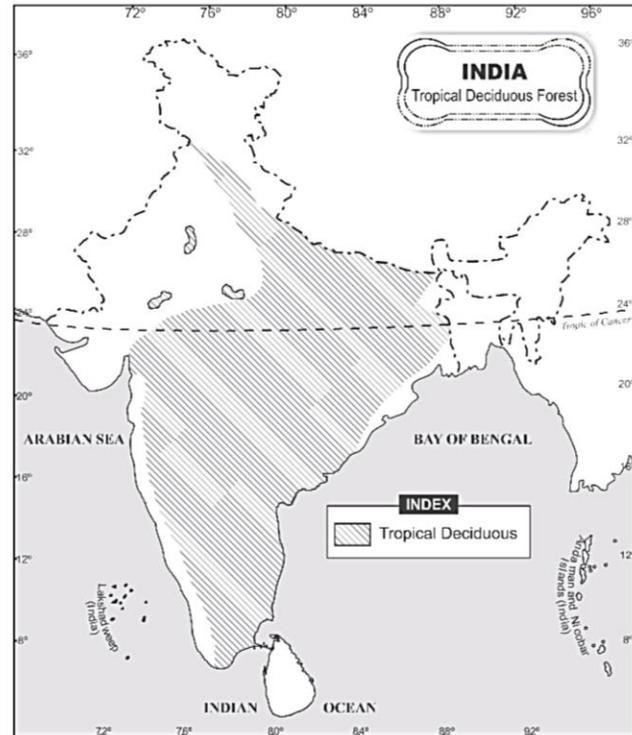 72° 76° 80° 84° 88° 92° 96°
INDIA
Tropical Deciduous Forest
36° 36°
32° 32°
28° 28°
24° 24°
Tropic of Cancer
20° 20°
ARABIAN SEA
BAY OF BENGAL
16° 16°
INDEX
Tropical Deciduous
12° 12°
Lakshadweep
(India)
Andaman and Nicobar
Islands (India)
8° 8°
INDIAN OCEAN
72° 76° 80° 84° 88° 92°